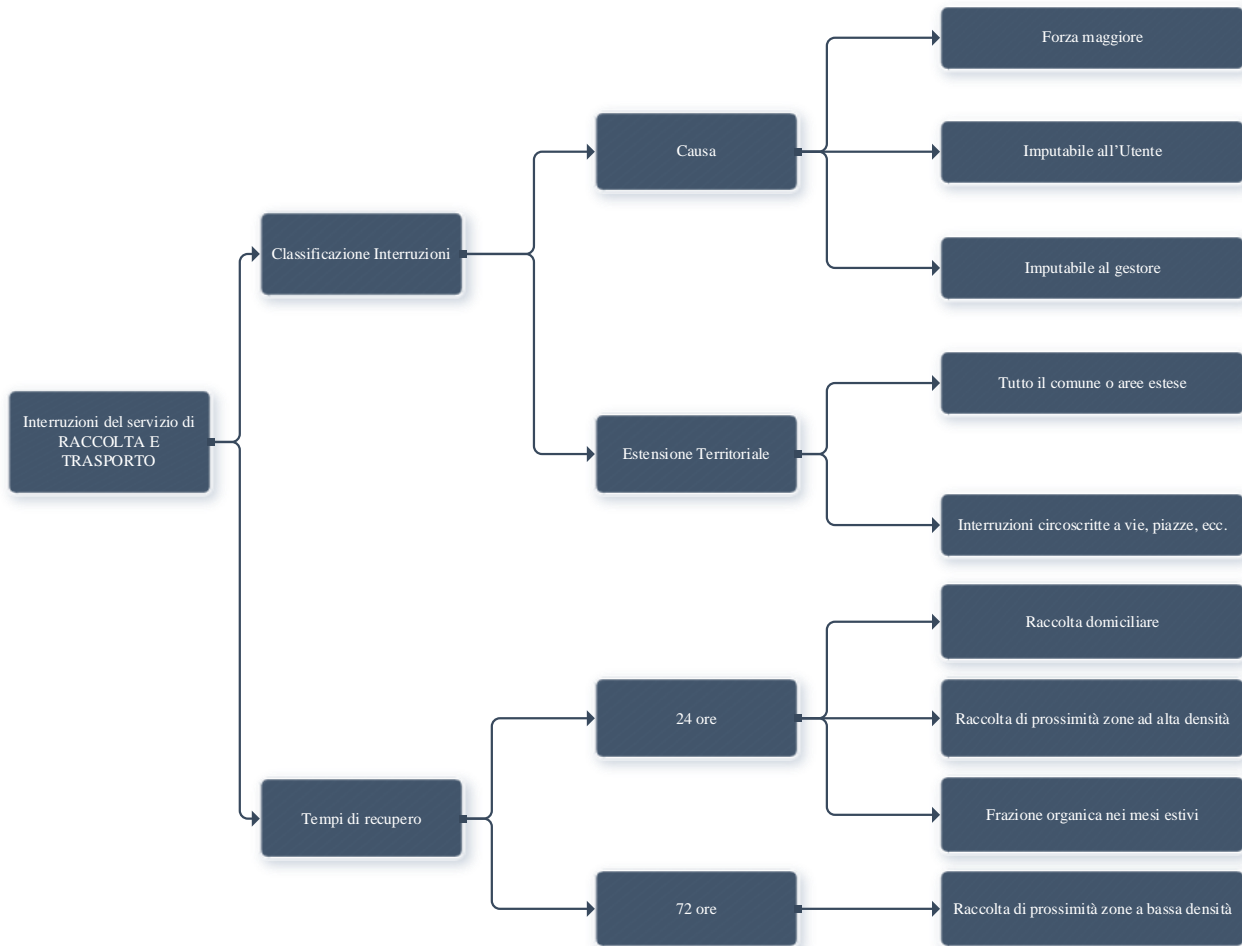 Forza maggiore
Causa
Imputabile all’Utente
Classificazione Interruzioni
Imputabile al gestore
Tutto il comune o aree estese
Interruzioni del servizio di
RACCOLTA E
TRASPORTO
Estensione Territoriale
Interruzioni circoscritte a vie, piazze, ecc.
Raccolta domiciliare
24 ore
Raccolta di prossimità zone ad alta densità
Tempi di recupero
Frazione organica nei mesi estivi
72 ore
Raccolta di prossimità zone a bassa densità